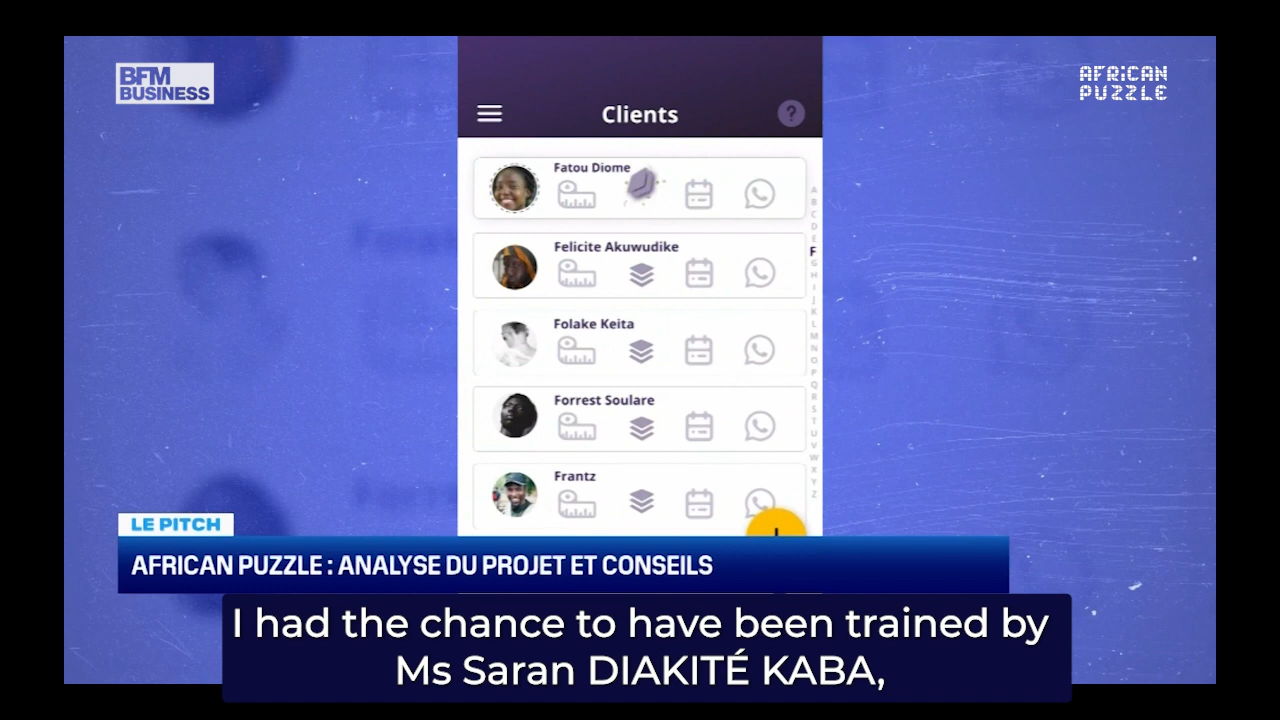 BFM
BUSINESS
AFRICAN
PUZZLE
Clients
?
Fatou Diome
Felicite Akuwudike
Folake Keita
Forrest Soulare
Frantz
A
B
C
D
E
F
G
H
I
J
K
L
M
N
O
P
Q
R
S
T
U
V
W
X
Y
Z
LE PITCH
AFRICAN PUZZLE : ANALYSE DU PROJET ET CONSEILS
I had the chance to have been trained by
Ms Saran DIAKITÉ KABA,